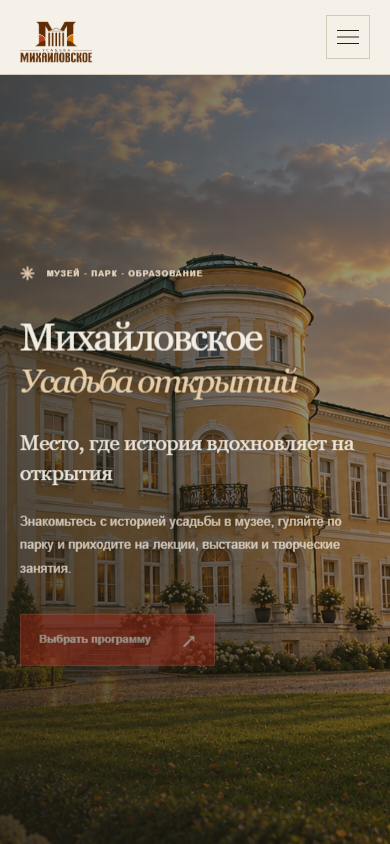 УСАДЬБА
МИХАЙЛОВСКОЕ
МУЗЕЙ · ПАРК · ОБРАЗОВАНИЕ
Михайловское
Усадьба открытий
Место, где история вдохновляет на
открытия
Знакомьтесь с историей усадьбы в музее, гуляйте по
парку и приходите на лекции, выставки и творческие
занятия.
Выбрать программу ↗